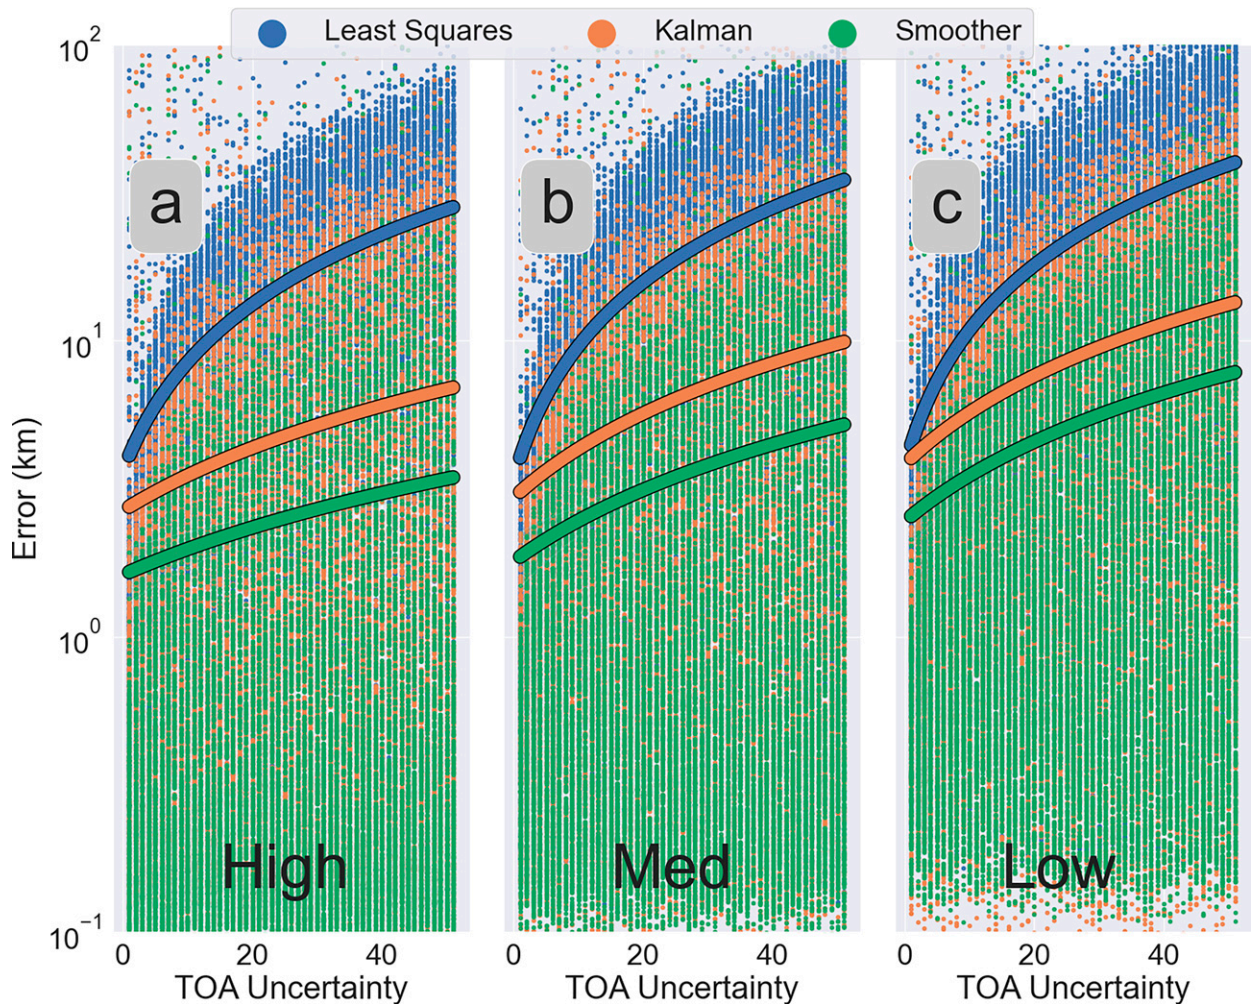 Least Squares Kalman Smoother
10^2
10^1
10^0
10^-1
Error (km)
a b c
High Med Low
0 20 40 0 20 40 0 20 40
TOA Uncertainty TOA Uncertainty TOA Uncertainty